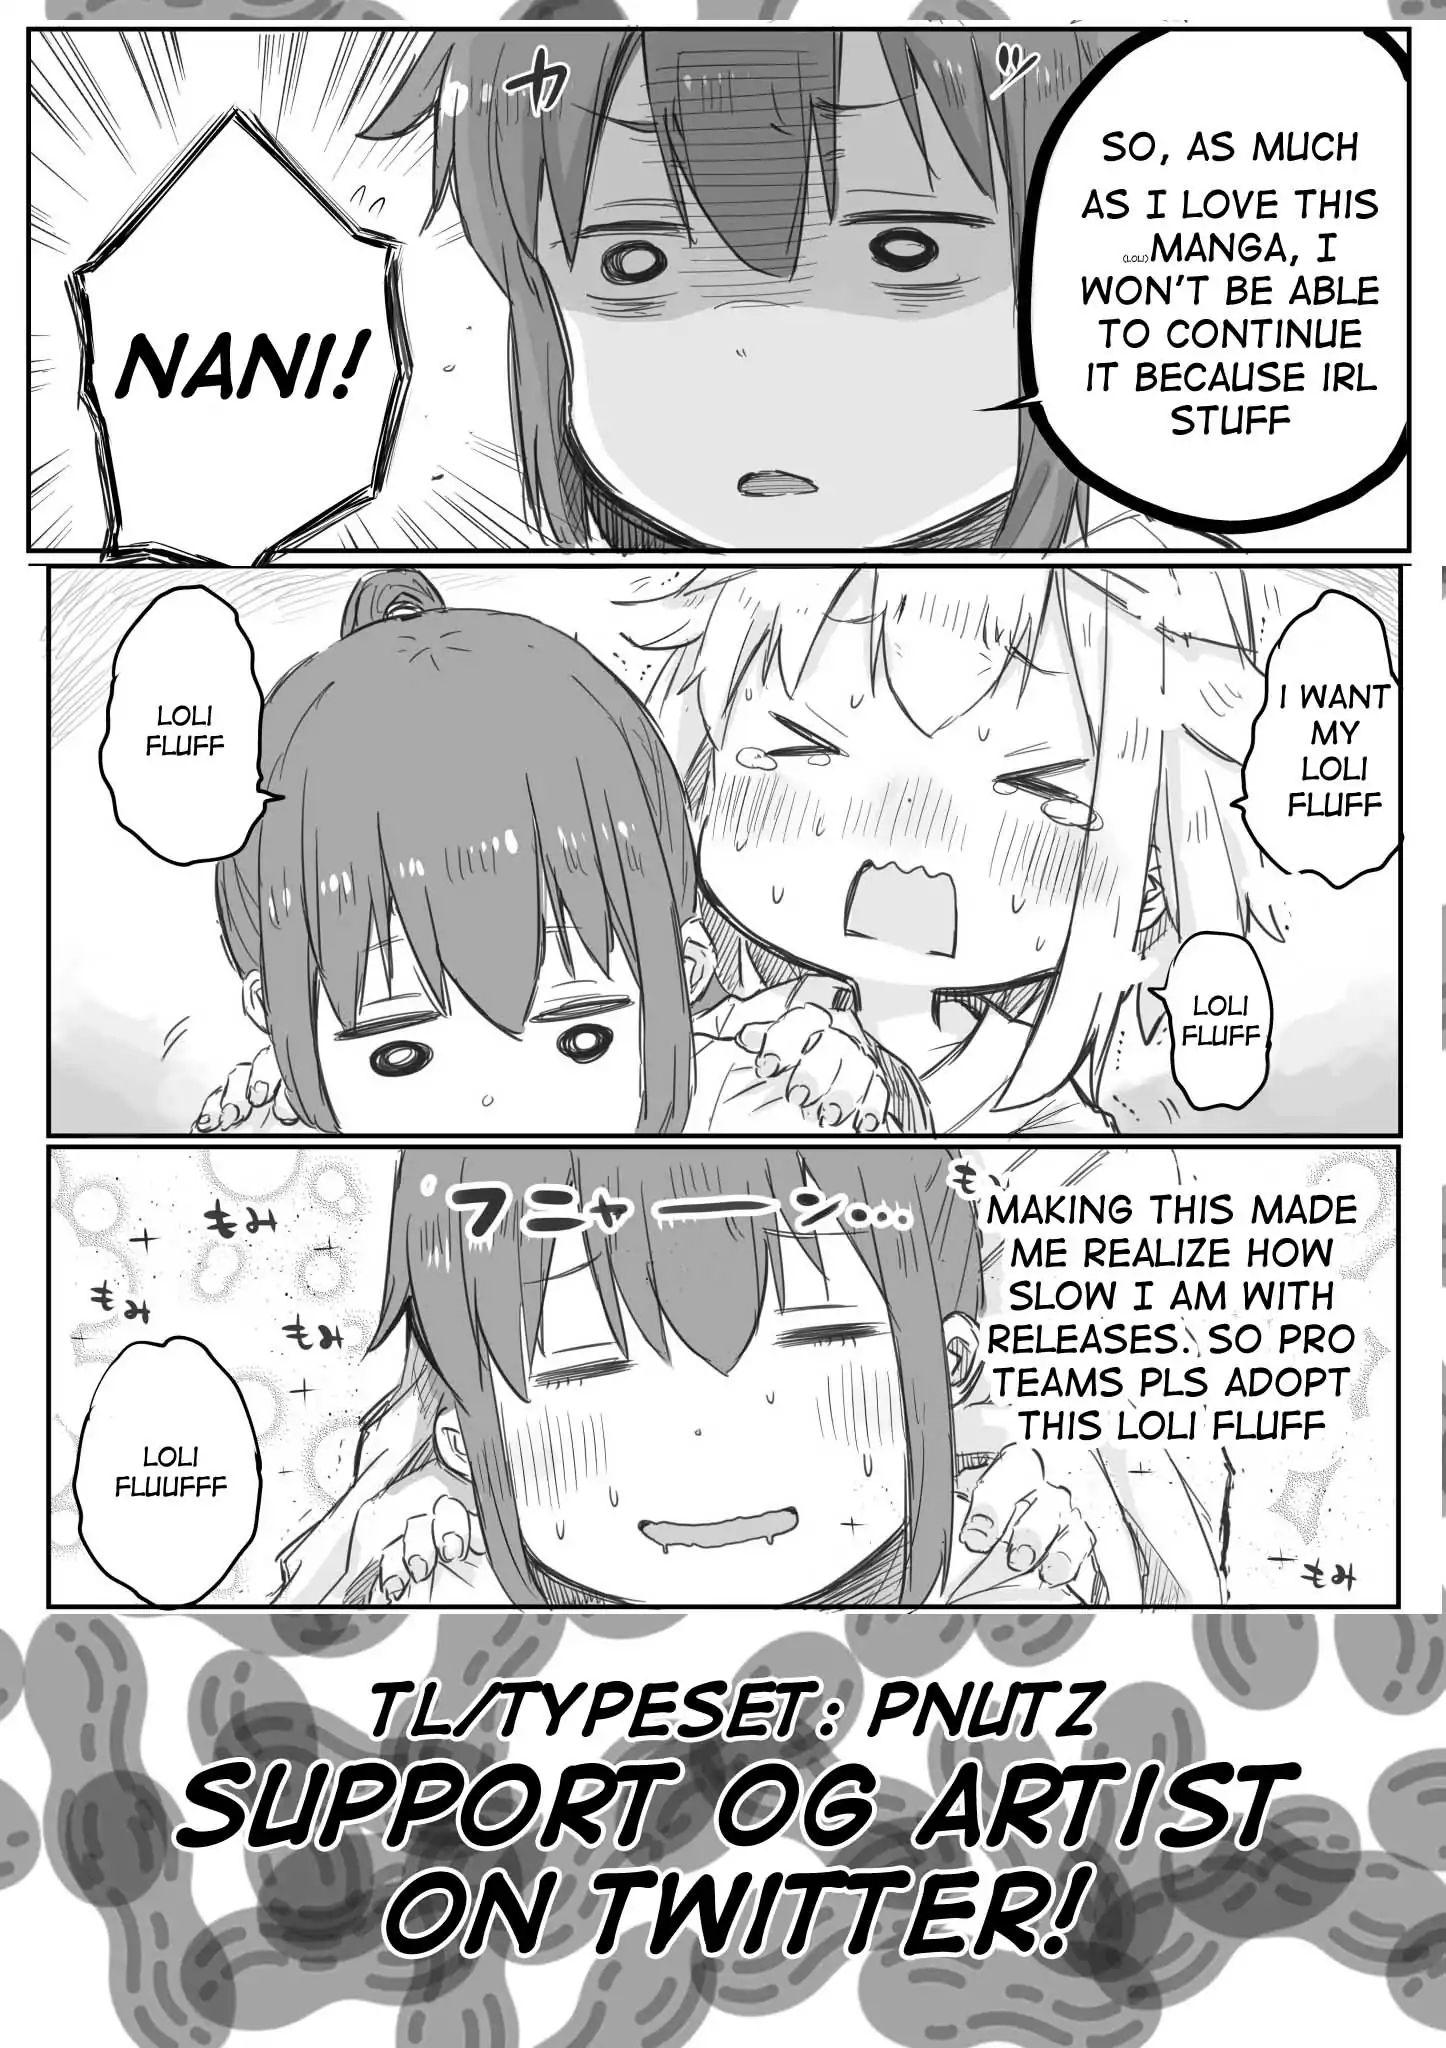 カッ
SO, AS MUCH
AS I LOVE THIS
(LOLI)MANGA, I
WON'T BE ABLE
TO CONTINUE
IT BECAUSE IRL
STUFF
NANI!
I WANT
MY
LOLI
FLUFF
LOLI
FLUFF
LOLI
FLUFF
フニャーーン...
も
もみ
もみ
もみ
もみ
MAKING THIS MADE
ME REALIZE HOW
SLOW I AM WITH
RELEASES. SO PRO
TEAMS PLS ADOPT
THIS LOLI FLUFF
LOLI
FLUUFFF
TL/TYPESET: PNUTZ
SUPPORT OG ARTIST
ON TWITTER!